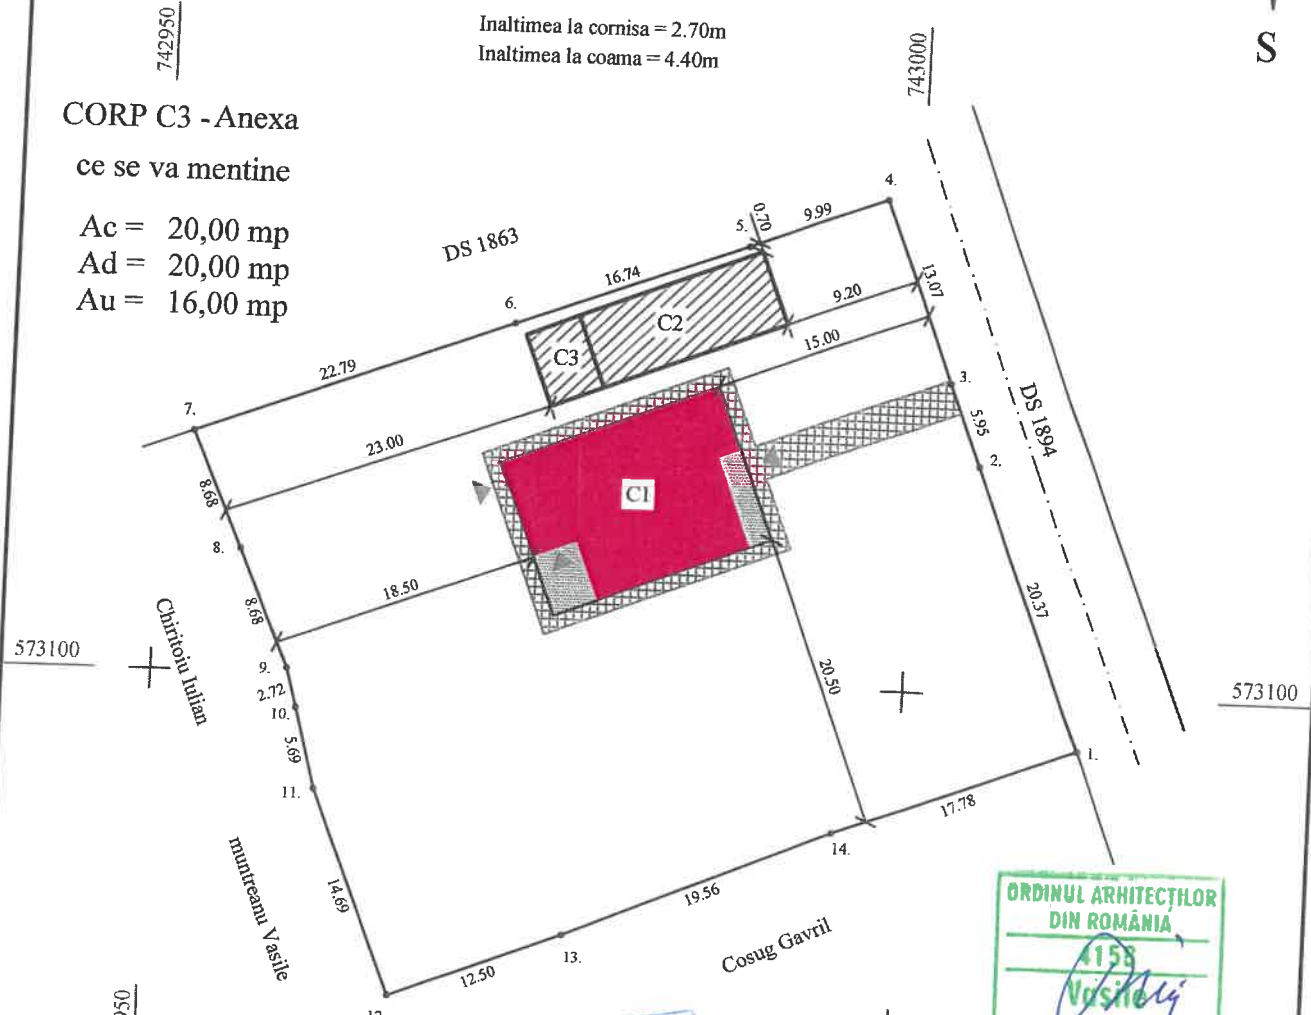 742950
Inaltimea la cornisa = 2.70m
Inaltimea la coama = 4.40m
743000
S
CORP C3 - Anexa
ce se va mentine
Ac = 20,00 mp
Ad = 20,00 mp
Au = 16,00 mp
DS 1863
4.
5.
0.70
9.99
16.74
6.
C2
C3
9.20
13.07
15.00
22.79
7.
23.00
3.
DS 1894
5.95
2.
8.68
C1
8.
18.50
8.68
20.37
Chiritoiu Iulian
573100
9.
2.72
10.
20.50
573100
5.69
11.
1.
17.78
14.
muntreanu Vasile
14.69
19.56
12.50
13.
Cosug Gavril
ORDINUL ARHITECȚILOR
DIN ROMÂNIA
4158
Vasile
950